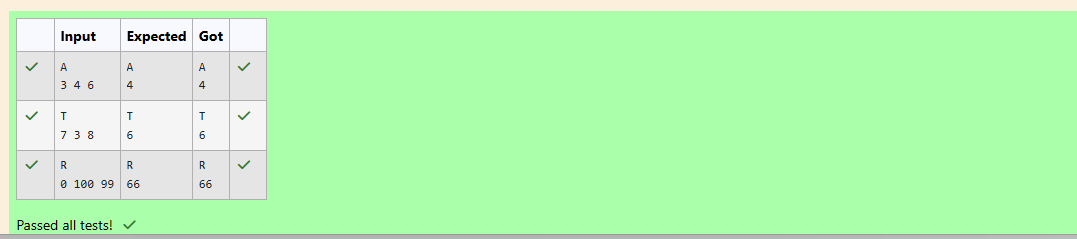 Input Expected Got
A A A
3 4 6 4 4
T T T
7 3 8 6 6
R R R
0 100 99 66 66
Passed all tests!